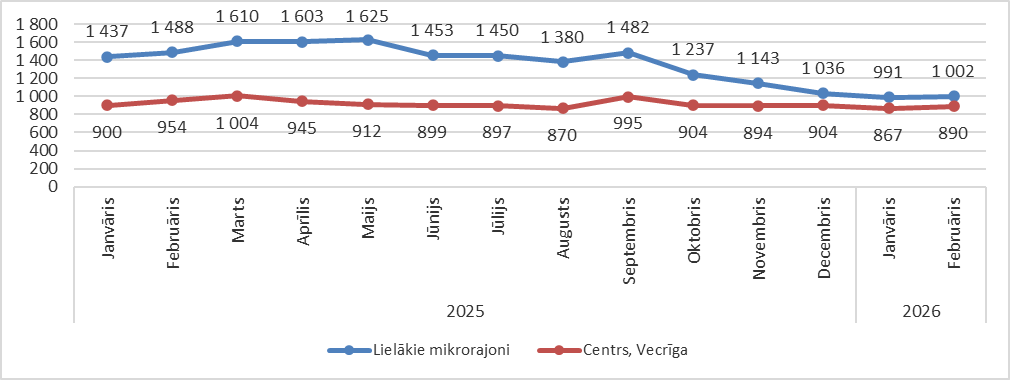 1 800
1 600
1 400
1 200
1 000
800
600
400
200
0
1 437 1 488 1 610 1 603 1 625 1 453 1 450 1 380 1 482 1 237 1 143 1 036 991 1 002
900 954 1 004 945 912 899 897 870 995 904 894 904 867 890
Janvāris Februāris Marts Aprīlis Maijs Jūnijs Jūlijs Augusts Septembris Oktobris Novembris Decembris Janvāris Februāris
2025 2026
Lielākie mikrorajoni Centrs, Vecrīga